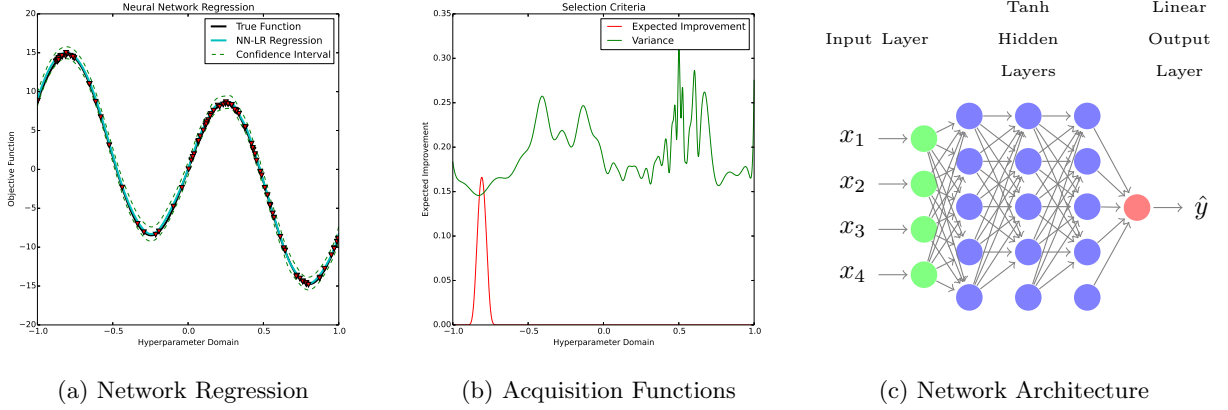 Neural Network Regression
True Function
NN-LR Regression
Confidence Interval
Objective Function
20
15
10
5
0
−5
−10
−15
−20
−1.0 −0.5 0.0 0.5 1.0
Hyperparameter Domain
(a) Network Regression
Selection Criteria
Expected Improvement
Variance
Expected Improvement
0.35
0.30
0.25
0.20
0.15
0.10
0.05
0.00
−1.0 −0.5 0.0 0.5 1.0
Hyperparameter Domain
(b) Acquisition Functions
Input Layer
Tanh
Hidden
Layers
Linear
Output
Layer
x1
x2
x3
x4
ŷ
(c) Network Architecture